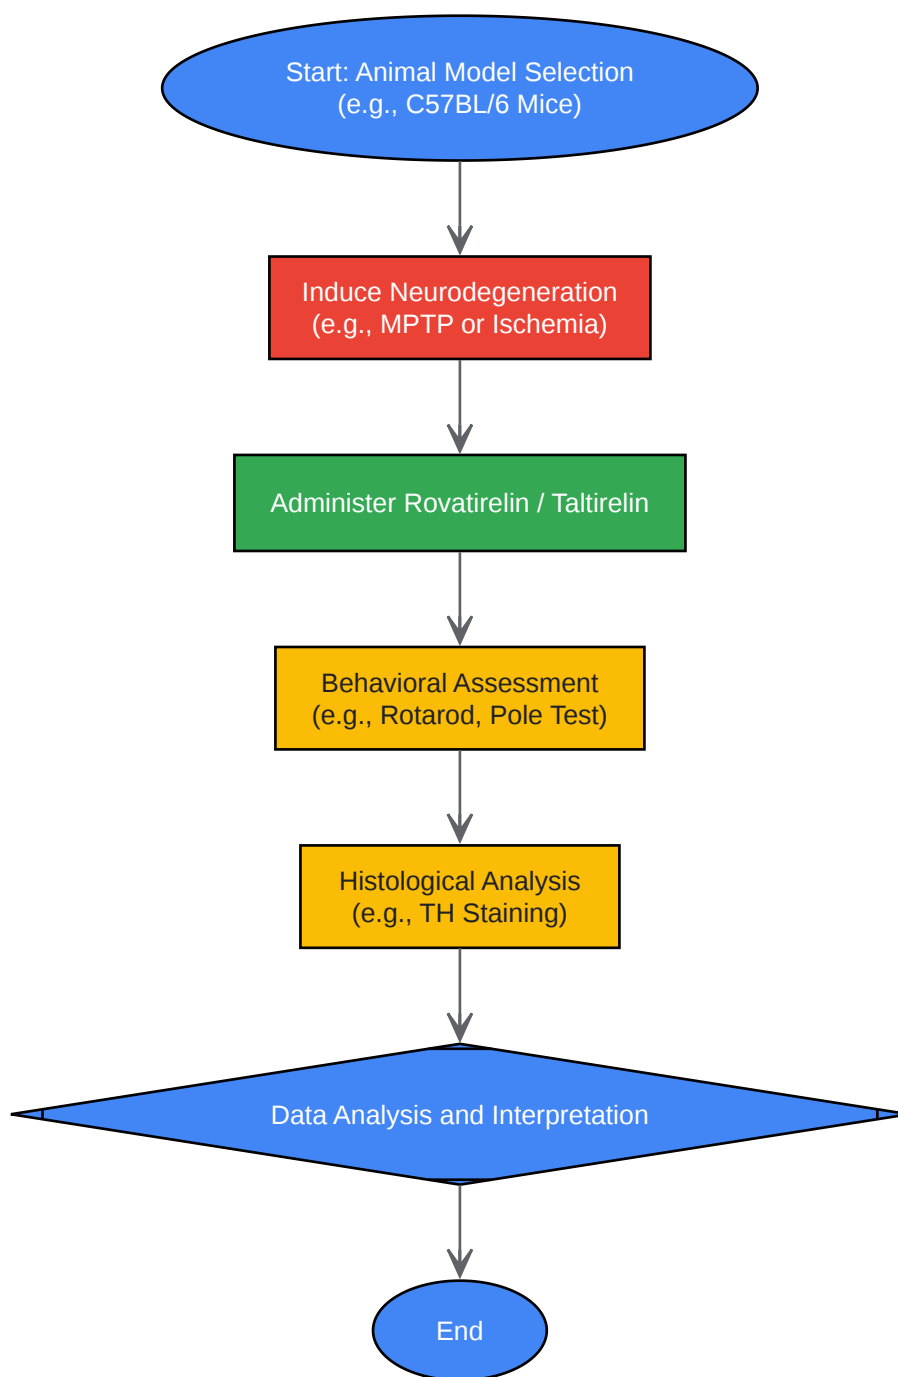 Start: Animal Model Selection
(e.g., C57BL/6 Mice)
Induce Neurodegeneration
(e.g., MPTP or Ischemia)
Administer Rovatirelin / Taltirelin
Behavioral Assessment
(e.g., Rotarod, Pole Test)
Histological Analysis
(e.g., TH Staining)
Data Analysis and Interpretation
End